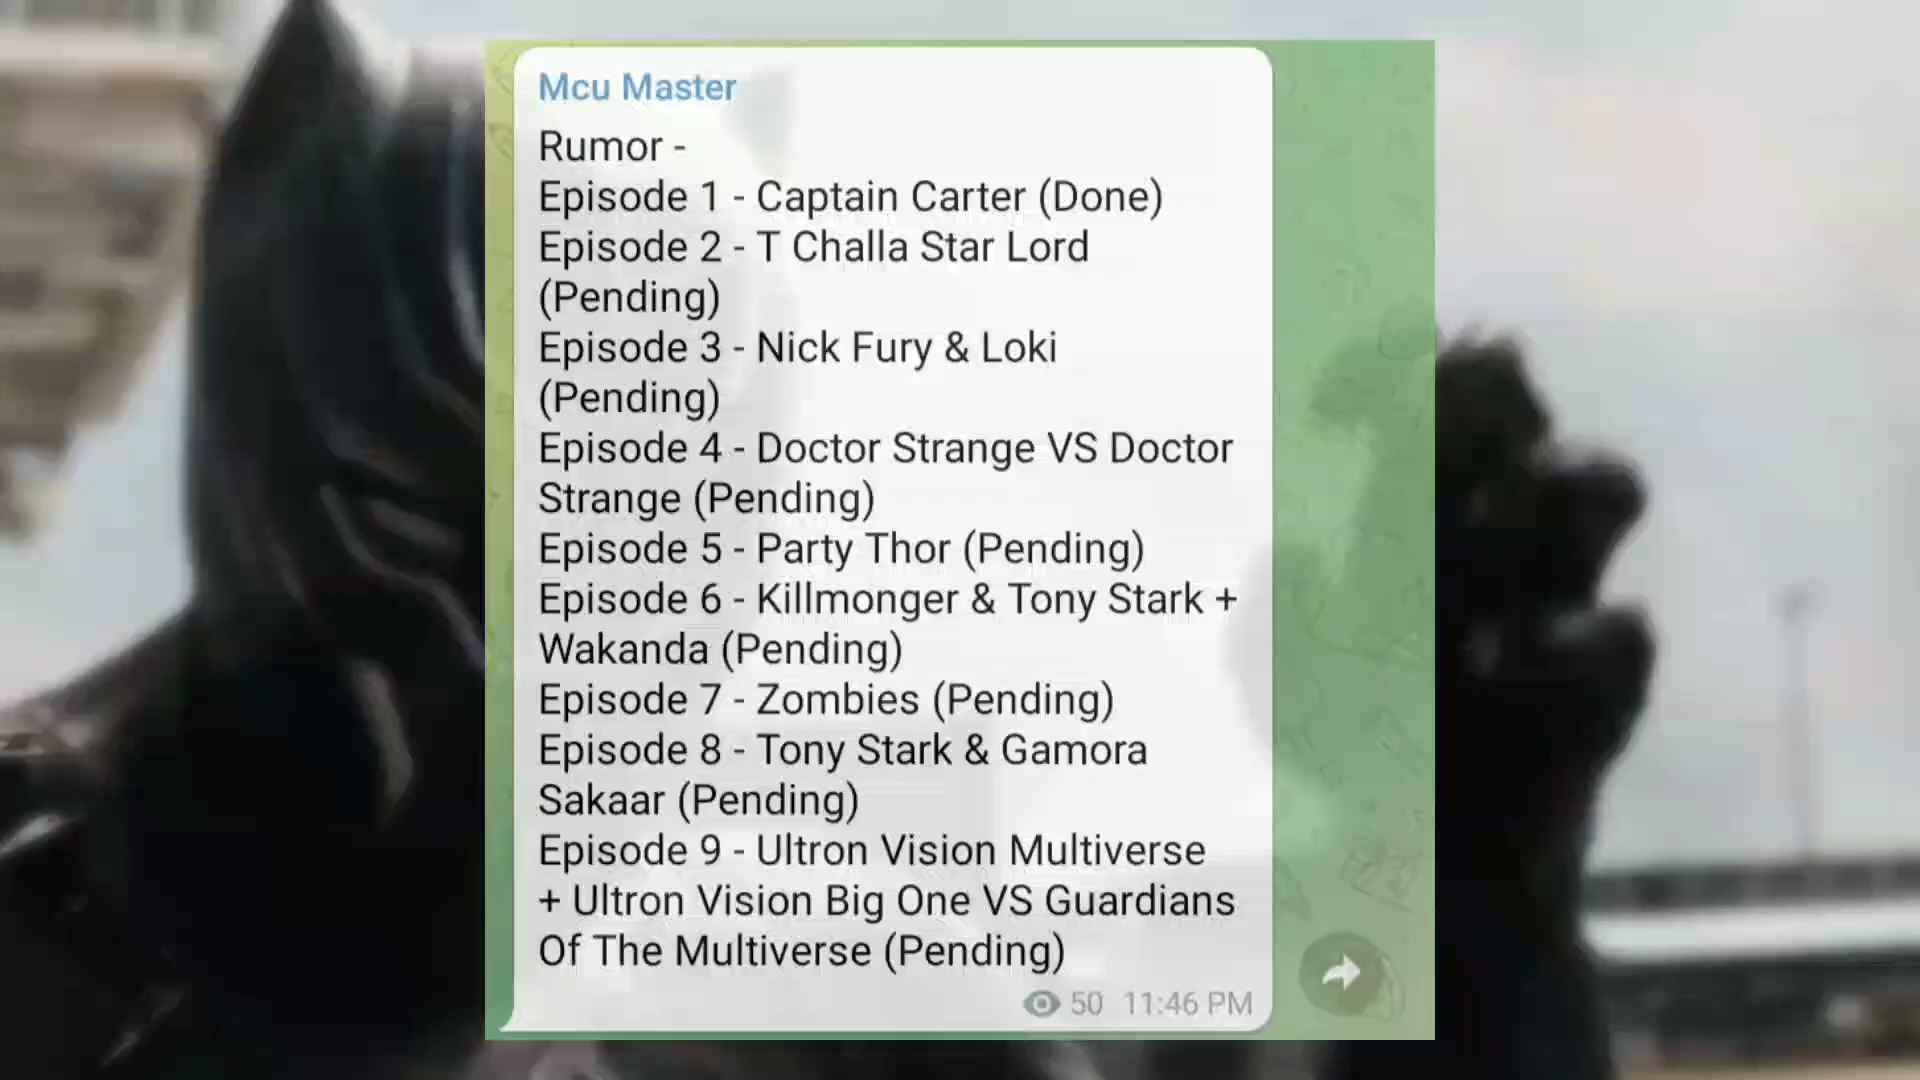 Mcu Master
Rumor -
Episode 1 - Captain Carter (Done)
Episode 2 - T Challa Star Lord
(Pending)
Episode 3 - Nick Fury & Loki
(Pending)
Episode 4 - Doctor Strange VS Doctor
Strange (Pending)
Episode 5 - Party Thor (Pending)
Episode 6 - Killmonger & Tony Stark +
Wakanda (Pending)
Episode 7 - Zombies (Pending)
Episode 8 - Tony Stark & Gamora
Sakaar (Pending)
Episode 9 - Ultron Vision Multiverse
+ Ultron Vision Big One VS Guardians
Of The Multiverse (Pending)
50 11:46 PM